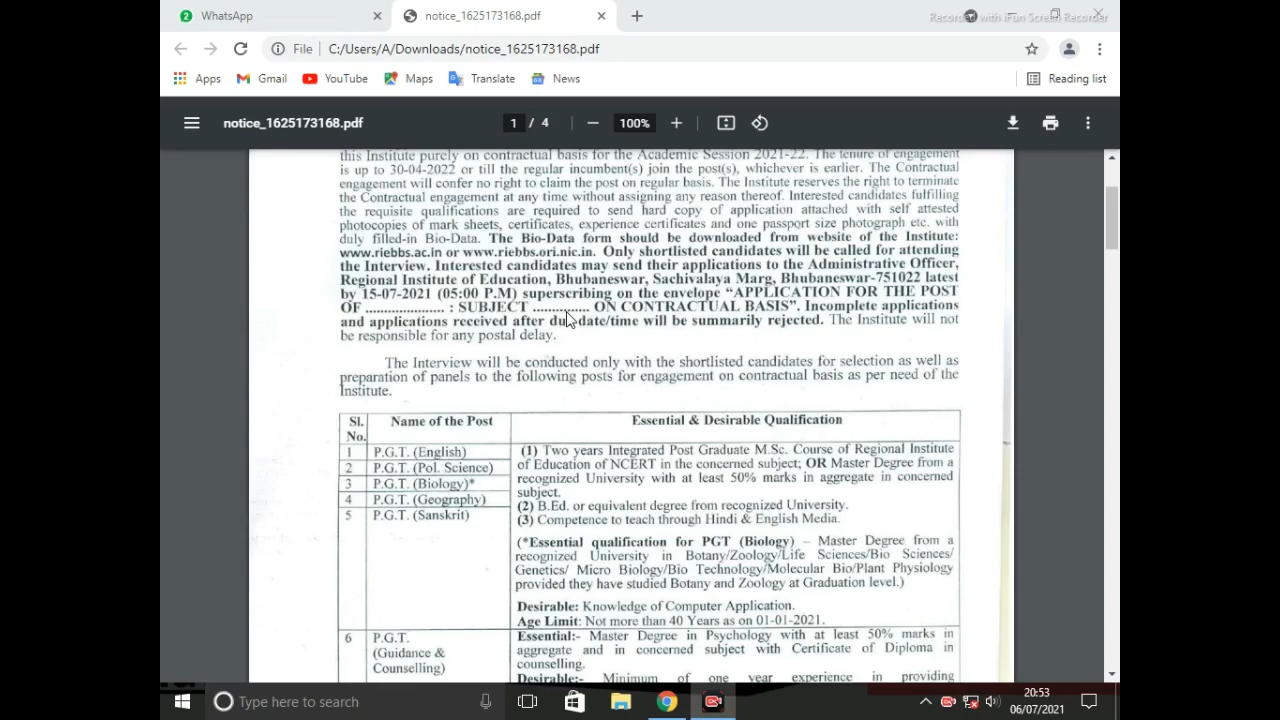 WhatsApp
notice_1625173168.pdf
Recorded with iFun Screen Recorder
File
C:/Users/A/Downloads/notice_1625173168.pdf
Apps Gmail YouTube Maps Translate News Reading list
notice_1625173168.pdf
1 / 4
100%
this Institute purely on contractual basis for the Academic Session 2021-22. The tenure of engagement
is up to 30-04-2022 or till the regular incumbent(s) join the post(s), whichever is earlier. The Contractual
engagement will confer no right to claim the post on regular basis. The Institute reserves the right to terminate
the Contractual engagement at any time without assigning any reason thereof. Interested candidates fulfilling
the requisite qualifications are required to send hard copy of application attached with self attested
photocopies of mark sheets, certificates, experience certificates and one passport size photograph etc. with
duly filled-in Bio-Data. The Bio-Data form should be downloaded from website of the Institute:
www.riebbs.ac.in or www.riebbs.ori.nic.in. Only shortlisted candidates will be called for attending
the Interview. Interested candidates may send their applications to the Administrative Officer,
Regional Institute of Education, Bhubaneswar, Sachivalaya Marg, Bhubaneswar-751022 latest
by 15-07-2021 (05:00 P.M) superscribing on the envelope “APPLICATION FOR THE POST
OF ..................... : SUBJECT ............... ON CONTRACTUAL BASIS”. Incomplete applications
and applications received after due date/time will be summarily rejected. The Institute will not
be responsible for any postal delay.
The Interview will be conducted only with the shortlisted candidates for selection as well as
preparation of panels to the following posts for engagement on contractual basis as per need of the
Institute.
Sl. No.
Name of the Post
Essential & Desirable Qualification
1 P.G.T. (English)
2 P.G.T. (Pol. Science)
3 P.G.T. (Biology)*
4 P.G.T. (Geography)
5 P.G.T. (Sanskrit)
(1) Two years Integrated Post Graduate M.Sc. Course of Regional Institute
of Education of NCERT in the concerned subject; OR Master Degree from a
recognized University with at least 50% marks in aggregate in concerned
subject.
(2) B.Ed. or equivalent degree from recognized University.
(3) Competence to teach through Hindi & English Media.
(*Essential qualification for PGT (Biology) – Master Degree from a
recognized University in Botany/Zoology/Life Sciences/Bio Sciences/
Genetics/ Micro Biology/Bio Technology/Molecular Bio/Plant Physiology
provided they have studied Botany and Zoology at Graduation level.)
Desirable: Knowledge of Computer Application.
Age Limit: Not more than 40 Years as on 01-01-2021.
6 P.G.T.
(Guidance &
Counselling)
Essential:- Master Degree in Psychology with at least 50% marks in
aggregate and in concerned subject with Certificate of Diploma in
counselling.
Desirable:- Minimum of one year experience in providing
Type here to search
20:53
06/07/2021